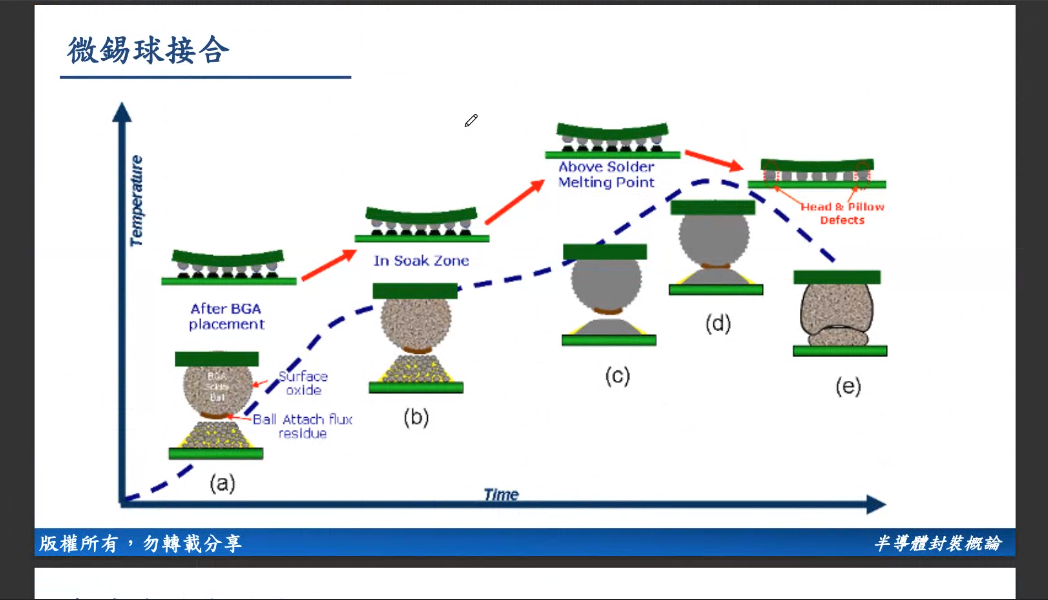 微錫球接合
Temperature
After BGA
placement
In Soak Zone
Above Solder
Melting Point
Head & Pillow
Defects
BGA
Solder
Ball
Surface
oxide
Ball Attach flux
residue
(a)
(b)
(c)
(d)
(e)
Time
版權所有，勿轉載分享
半導體封裝概論